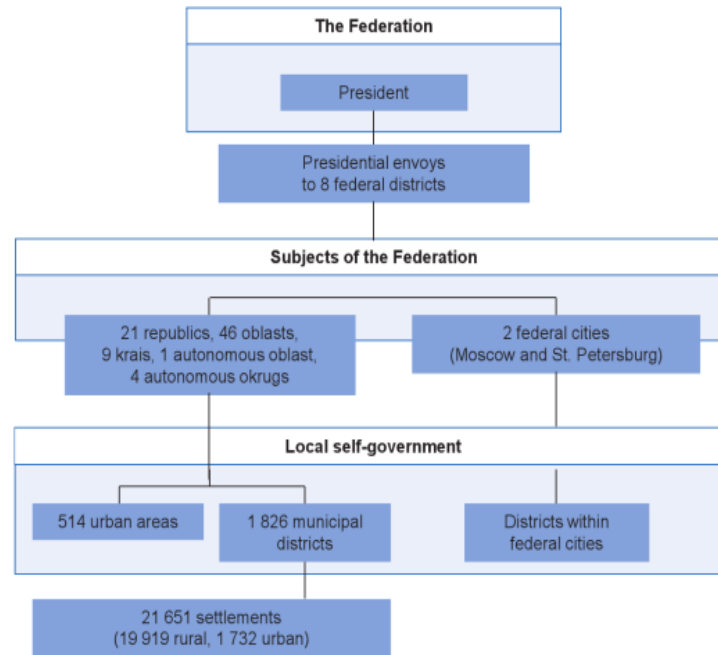 The Federation
President
Presidential envoys
to 8 federal districts
Subjects of the Federation
21 republics, 46 oblasts,
9 krais, 1 autonomous oblast,
4 autonomous okrugs
2 federal cities
(Moscow and St. Petersburg)
Local self-government
514 urban areas
1 826 municipal
districts
Districts within
federal cities
21 651 settlements
(19 919 rural, 1 732 urban)